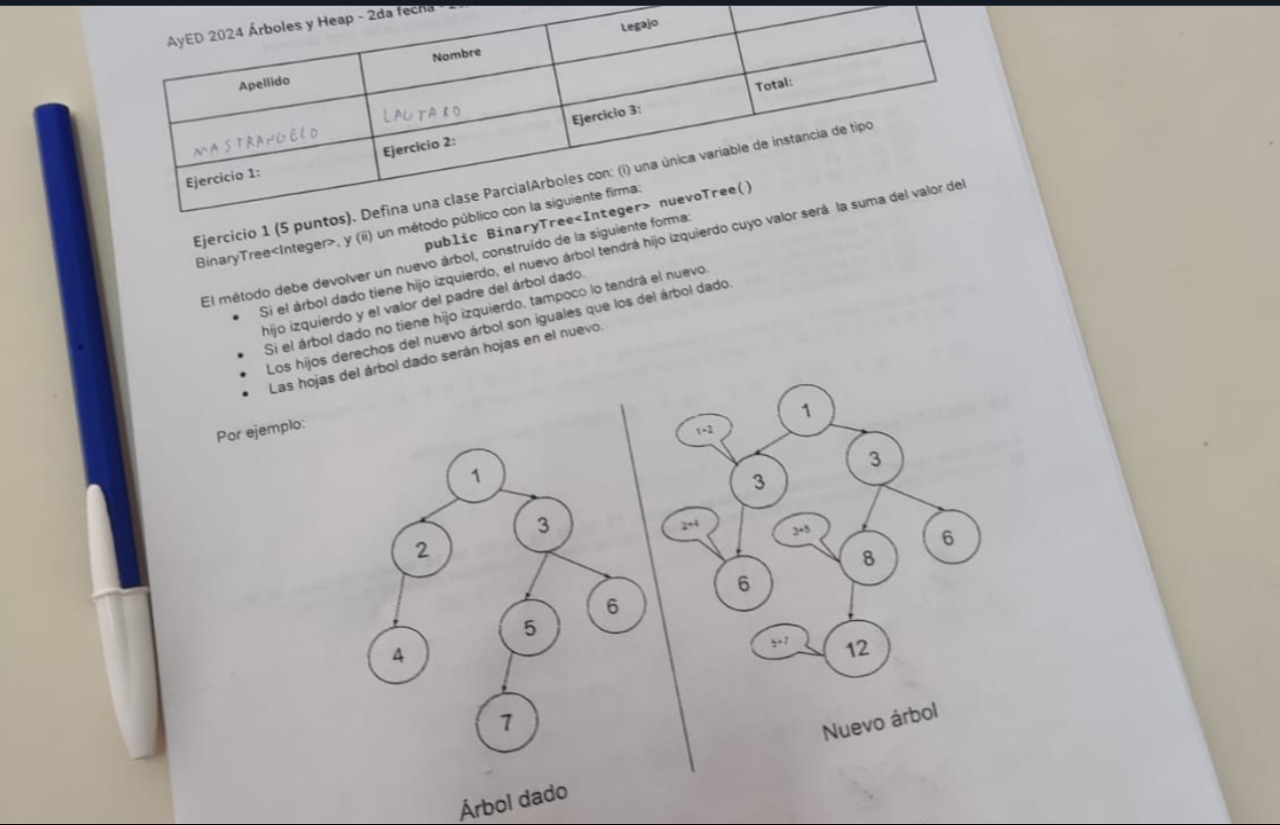 AyED 2024 Árboles y Heap - 2da fecha -
Apellido
Nombre
Legajo
MASTRANGELO
LAUTARO
Ejercicio 1:
Ejercicio 2:
Ejercicio 3:
Total:
Ejercicio 1 (5 puntos). Defina una clase ParcialArboles con: (i) una única variable de instancia de tipo
BinaryTree<Integer>, y (ii) un método público con la siguiente firma:
public BinaryTree<Integer> nuevoTree()
El método debe devolver un nuevo árbol, construido de la siguiente forma:
• Si el árbol dado tiene hijo izquierdo, el nuevo árbol tendrá hijo izquierdo cuyo valor será la suma del valor del
hijo izquierdo y el valor del padre del árbol dado.
• Si el árbol dado no tiene hijo izquierdo, tampoco lo tendrá el nuevo.
• Los hijos derechos del nuevo árbol son iguales que los del árbol dado.
• Las hojas del árbol dado serán hojas en el nuevo.
Por ejemplo:
1
2
3
4
5
6
7
Árbol dado
1
1+2
3
3
2+4
3+5
6
8
6
5+7
12
Nuevo árbol